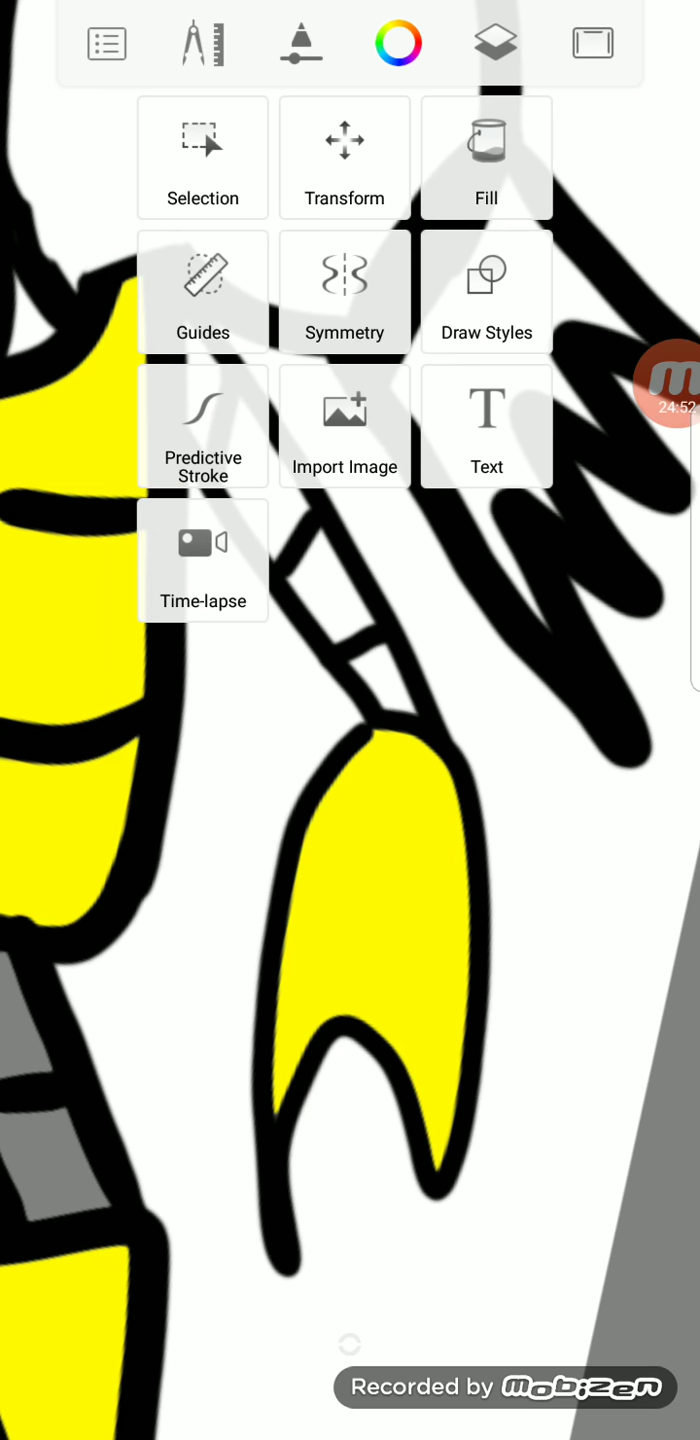 Selection
Transform
Fill
Guides
Symmetry
Draw Styles
24:52
Predictive
Stroke
Import Image
T
Text
Time-lapse
Recorded by mobizen